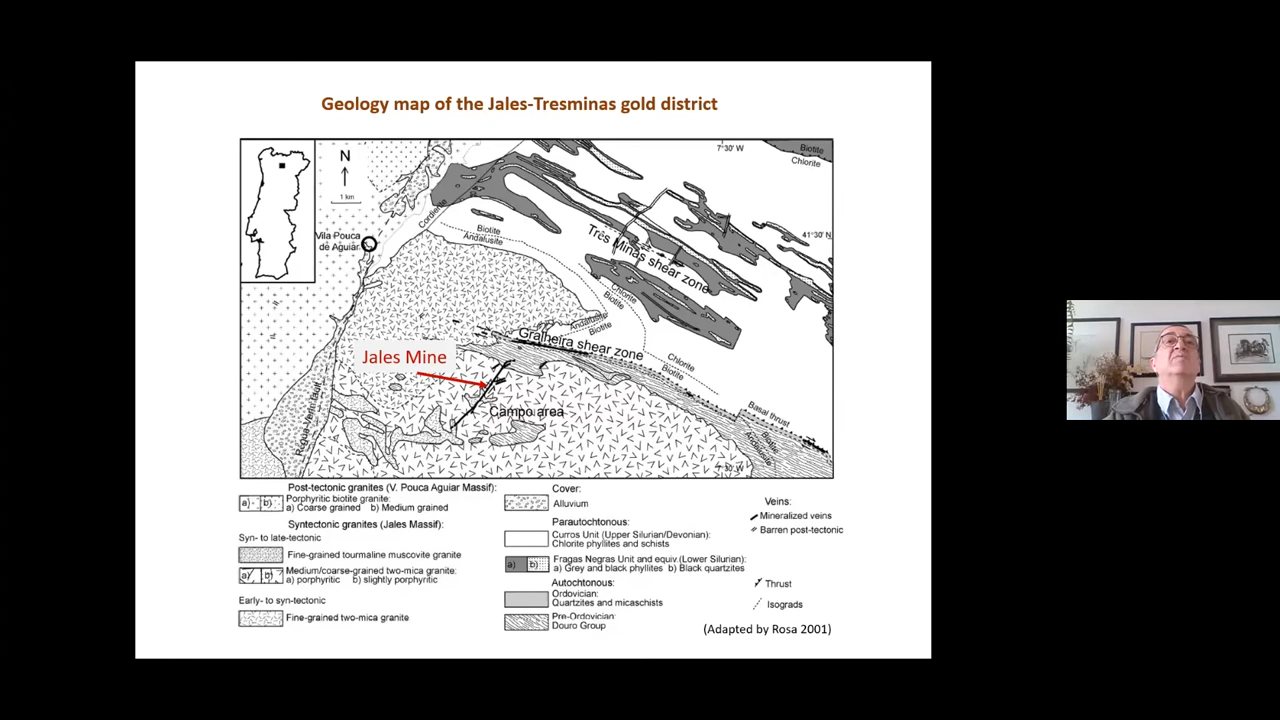 Geology map of the Jales-Tresminas gold district
N
1 km
7°30' W
Biotite
Chlorite
Cordierite
Vila Pouca
de Aguiar
41°30' N
Biotite
Andalusite
Três Minas shear zone
Chlorite
Biotite
Andalusite
Biotite
Gralheira shear zone
Jales Mine
Chlorite
Biotite
Campo area
Basal thrust
Biotite
Andalusite
Régua-Verin fault
7°30' W
Post-tectonic granites (V. Pouca Aguiar Massif):
a) b) Porphyritic biotite granite:
a) Coarse grained b) Medium grained
Syntectonic granites (Jales Massif):
Syn- to late-tectonic
Fine-grained tourmaline muscovite granite
a) b) Medium/coarse-grained two-mica granite:
a) porphyritic b) slightly porphyritic
Early- to syn-tectonic
Fine-grained two-mica granite
Cover:
Alluvium
Parautochtonous:
Curros Unit (Upper Silurian/Devonian):
Chlorite phyllites and schists
a) b) Fragas Negras Unit and equiv.(Lower Silurian):
a) Grey and black phyllites b) Black quartzites
Autochtonous:
Ordovician:
Quartzites and micaschists
Pre-Ordovician:
Douro Group
Veins:
Mineralized veins
Barren post-tectonic
Thrust
Isograds
(Adapted by Rosa 2001)